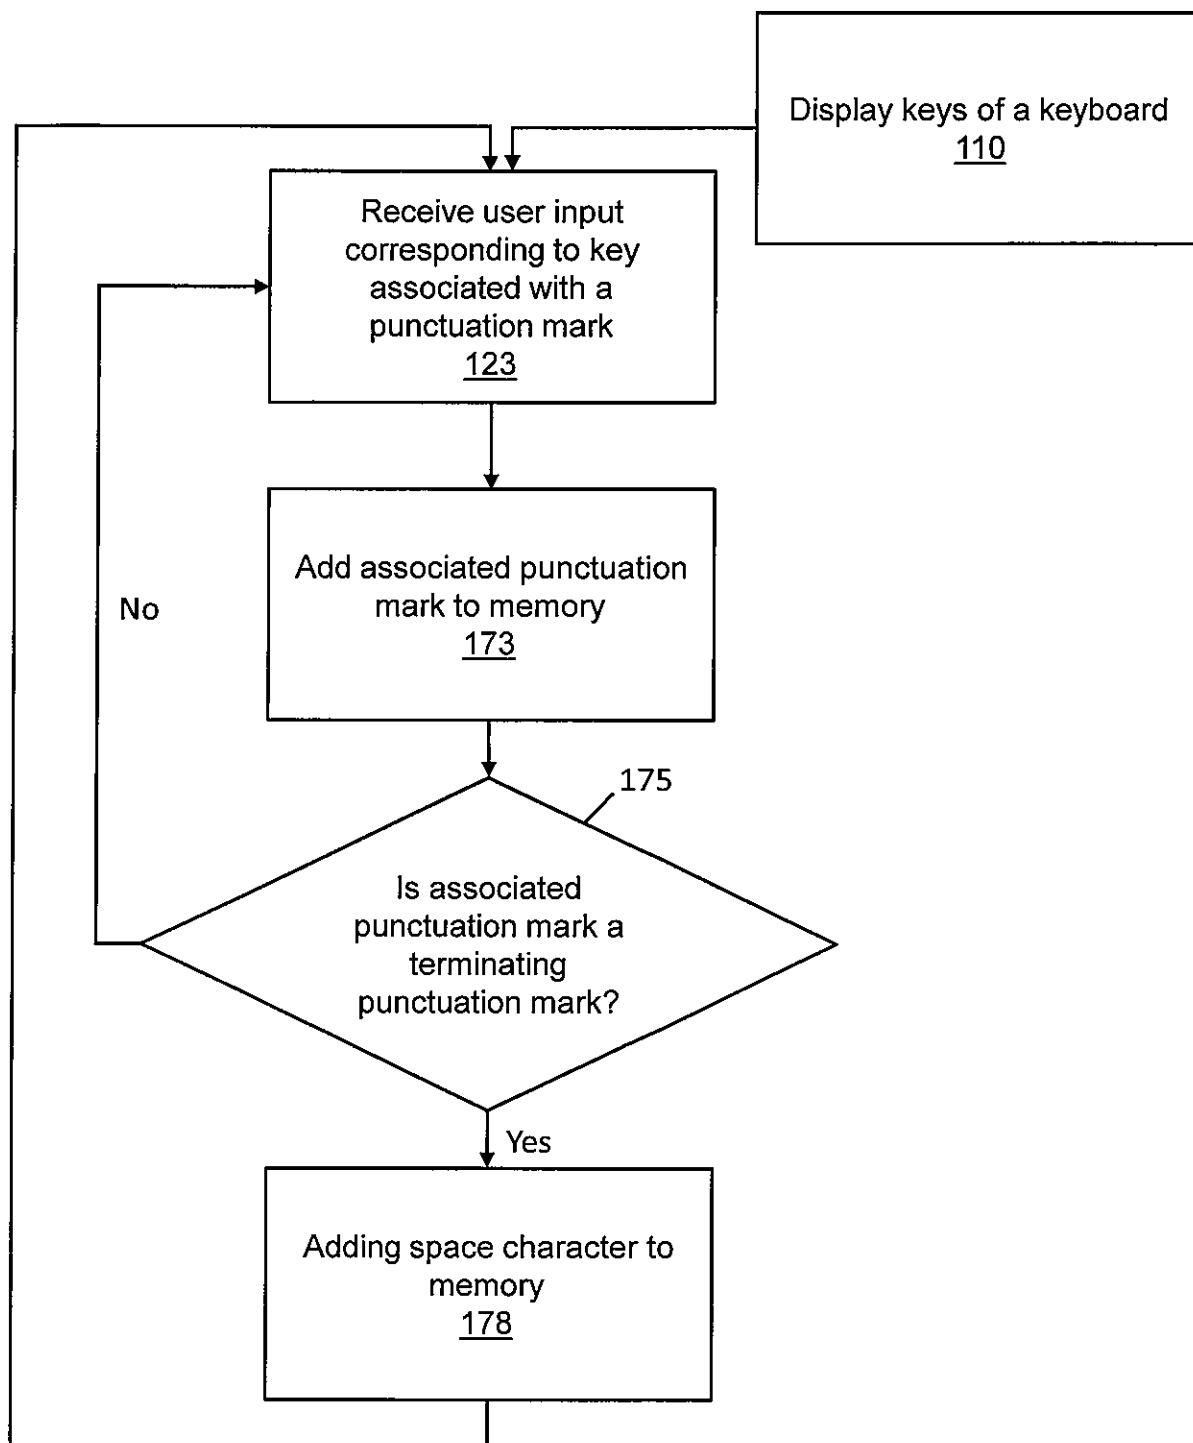 Display keys of a keyboard
110
Receive user input
corresponding to key
associated with a
punctuation mark
123
Add associated punctuation
mark to memory
173
No
175
Is associated
punctuation mark a
terminating
punctuation mark?
Yes
Adding space character to
memory
178